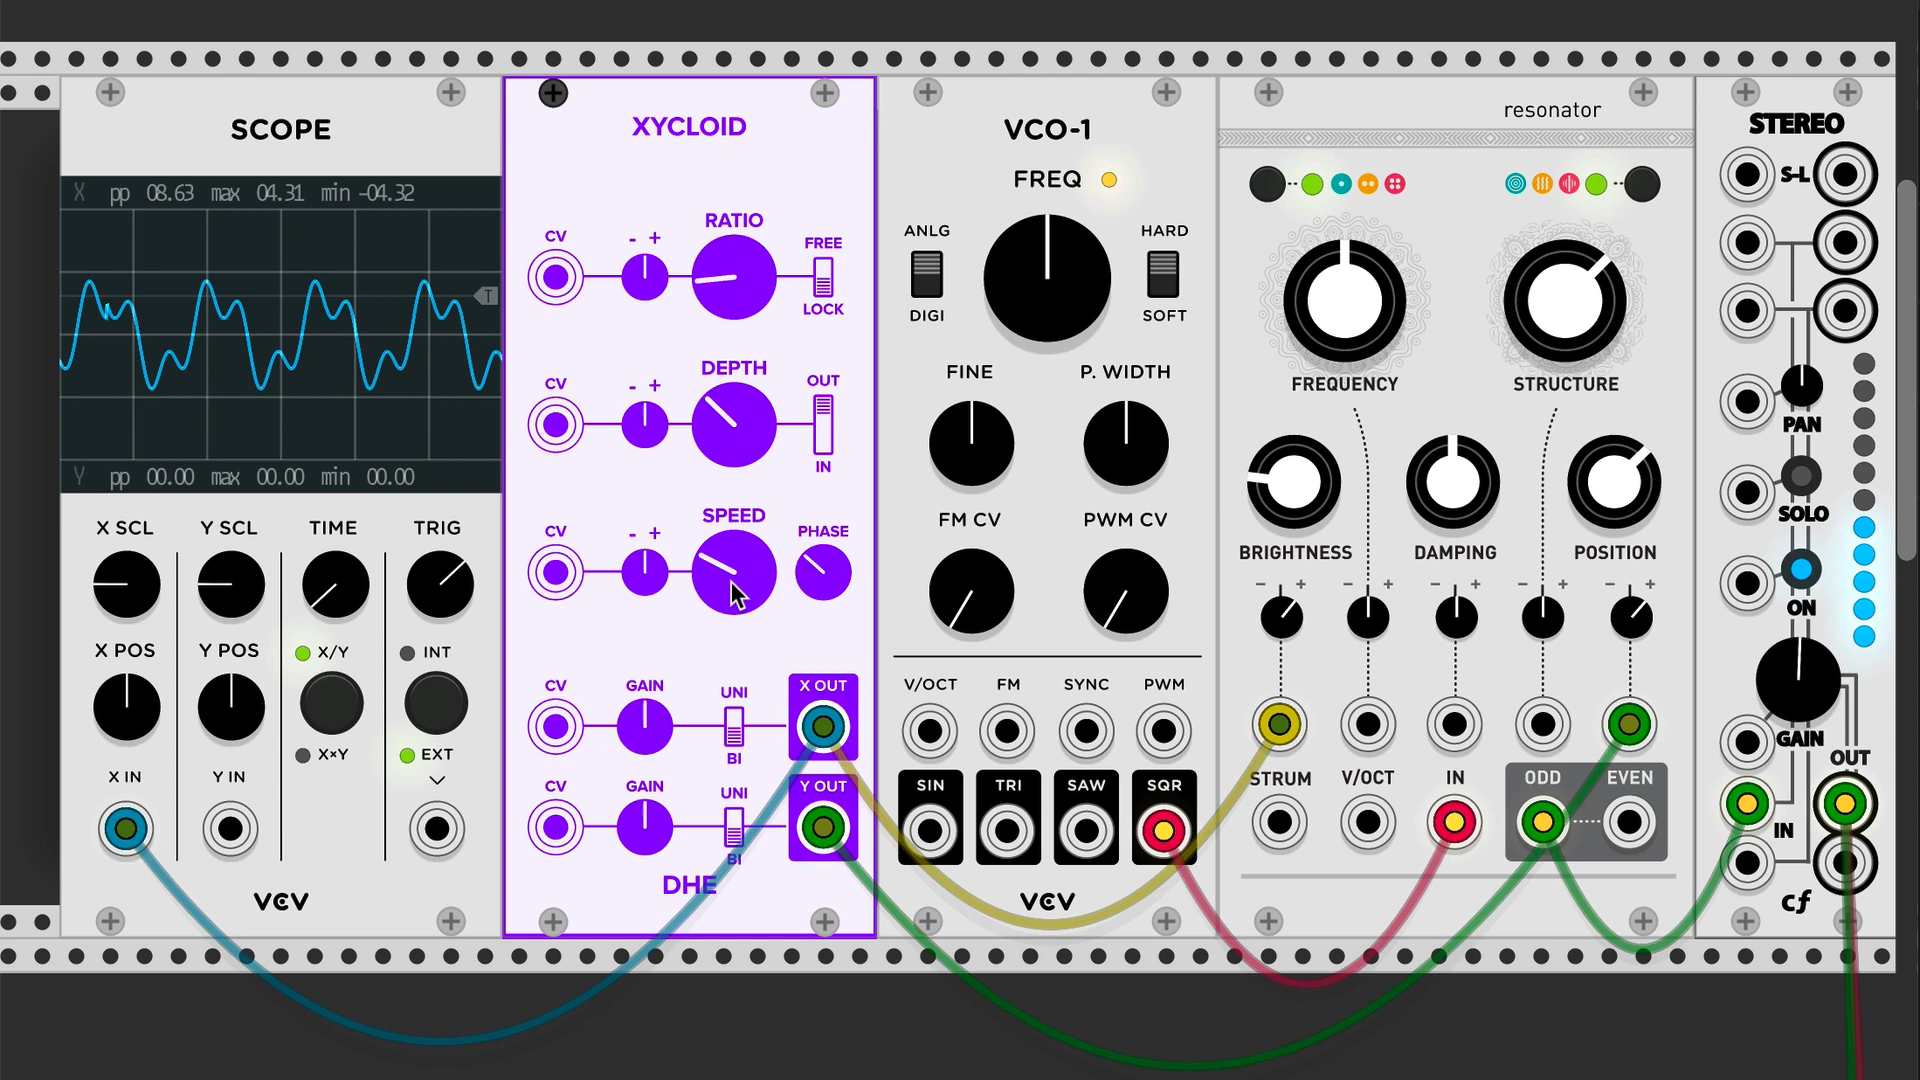 SCOPE
X pp 08.63 max 04.31 min -04.32
T
Y pp 00.00 max 00.00 min 00.00
X SCL Y SCL TIME TRIG
X POS Y POS X/Y INT
X×Y EXT
X IN Y IN
VCV
XYCLOID
RATIO
CV - + FREE
LOCK
DEPTH
CV - + OUT
IN
SPEED
CV - + PHASE
CV GAIN UNI X OUT
BI
CV GAIN UNI Y OUT
BI
DHE
VCO-1
FREQ
ANLG HARD
DIGI SOFT
FINE P. WIDTH
FM CV PWM CV
V/OCT FM SYNC PWM
SIN TRI SAW SQR
VCV
resonator
FREQUENCY STRUCTURE
BRIGHTNESS DAMPING POSITION
- + - + - + - + - +
STRUM V/OCT IN ODD EVEN
STEREO
S-L
PAN
SOLO
ON
GAIN
OUT
IN
cf